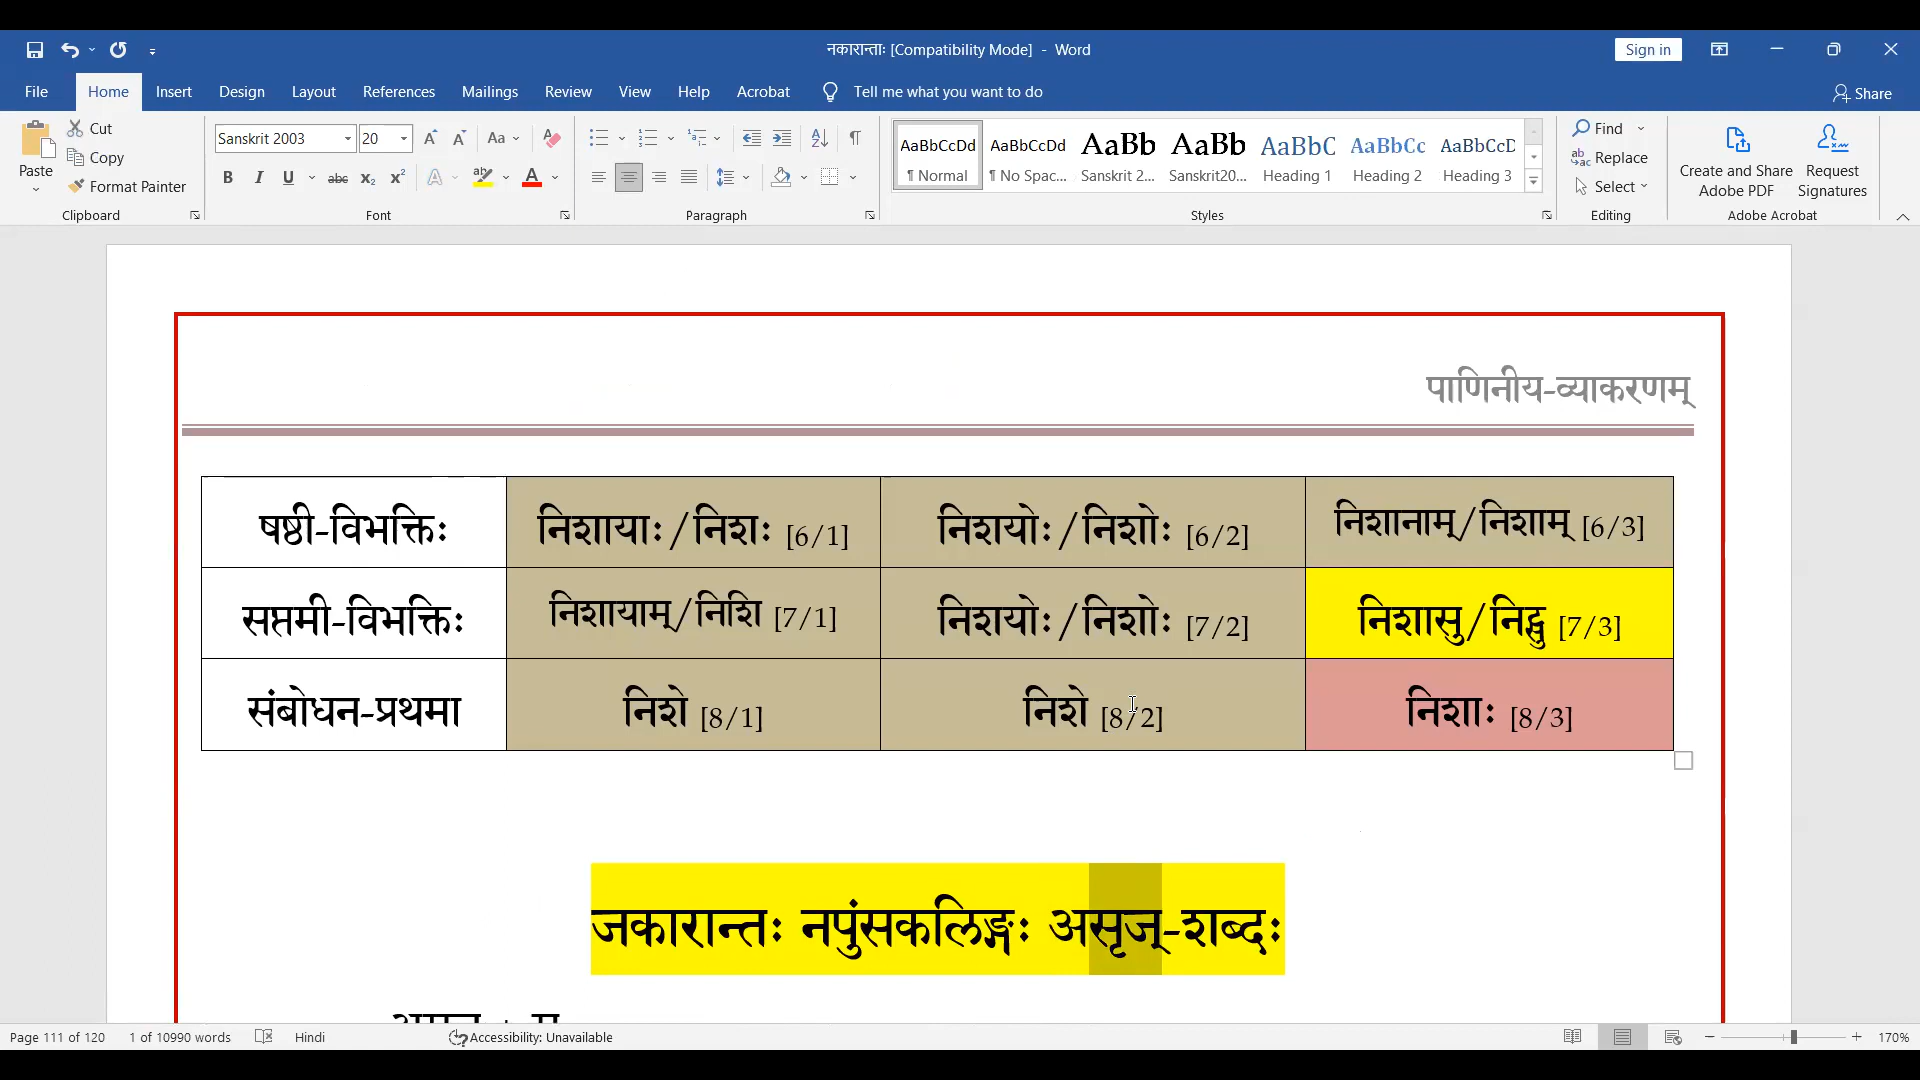 नकारान्ताः [Compatibility Mode] - Word
Sign in
File Home Insert Design Layout References Mailings Review View Help Acrobat Tell me what you want to do Share
Paste
Cut
Copy
Format Painter
Clipboard
Sanskrit 2003 20
Font
Paragraph
AaBbCcDd AaBbCcDd AaBb AaBb AaBbC AaBbCc AaBbCcD
¶ Normal ¶ No Spac... Sanskrit 2... Sanskrit20... Heading 1 Heading 2 Heading 3
Styles
Find
Replace
Select
Editing
Create and Share Adobe PDF
Request Signatures
Adobe Acrobat
पाणिनीय-व्याकरणम्
षष्ठी-विभक्तिः निशायाः/निशः [6/1] निशयोः/निशोः [6/2] निशानाम्/निशाम् [6/3]
सप्तमी-विभक्तिः निशायाम्/निशि [7/1] निशयोः/निशोः [7/2] निशासु/निट्सु [7/3]
संबोधन-प्रथमा निशे [8/1] निशे [8/2] निशाः [8/3]
जकारान्तः नपुंसकलिङ्गः असृज्-शब्दः
Page 111 of 120 1 of 10990 words Hindi Accessibility: Unavailable 170%